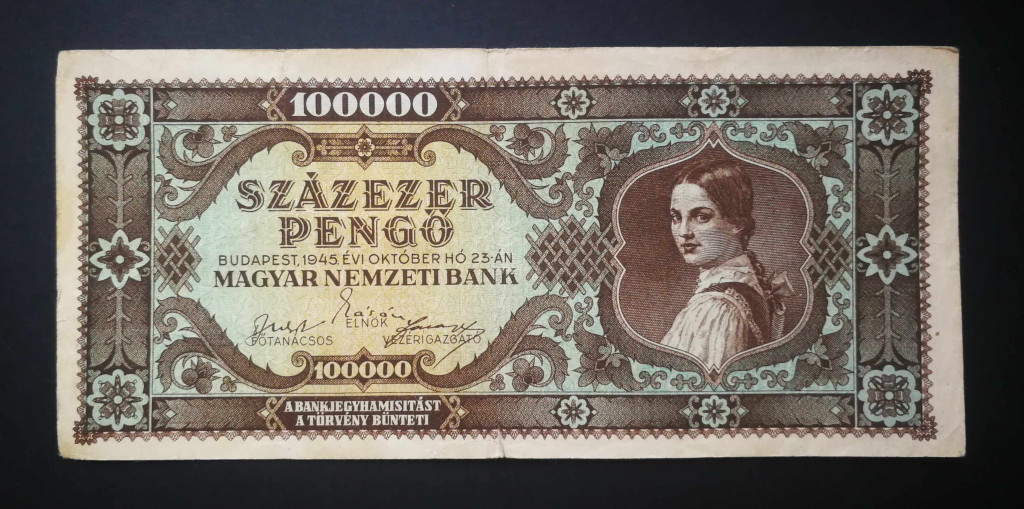 100000
SZÁZEZER
PENGŐ
BUDAPEST, 1945. ÉVI OKTÓBER HÓ 23-ÁN
MAGYAR NEMZETI BANK
ELNÖK
FŐTANÁCSOS
VEZÉRIGAZGATÓ
100000
A BANKJEGYHAMISITÁST
A TÖRVÉNY BÜNTETI